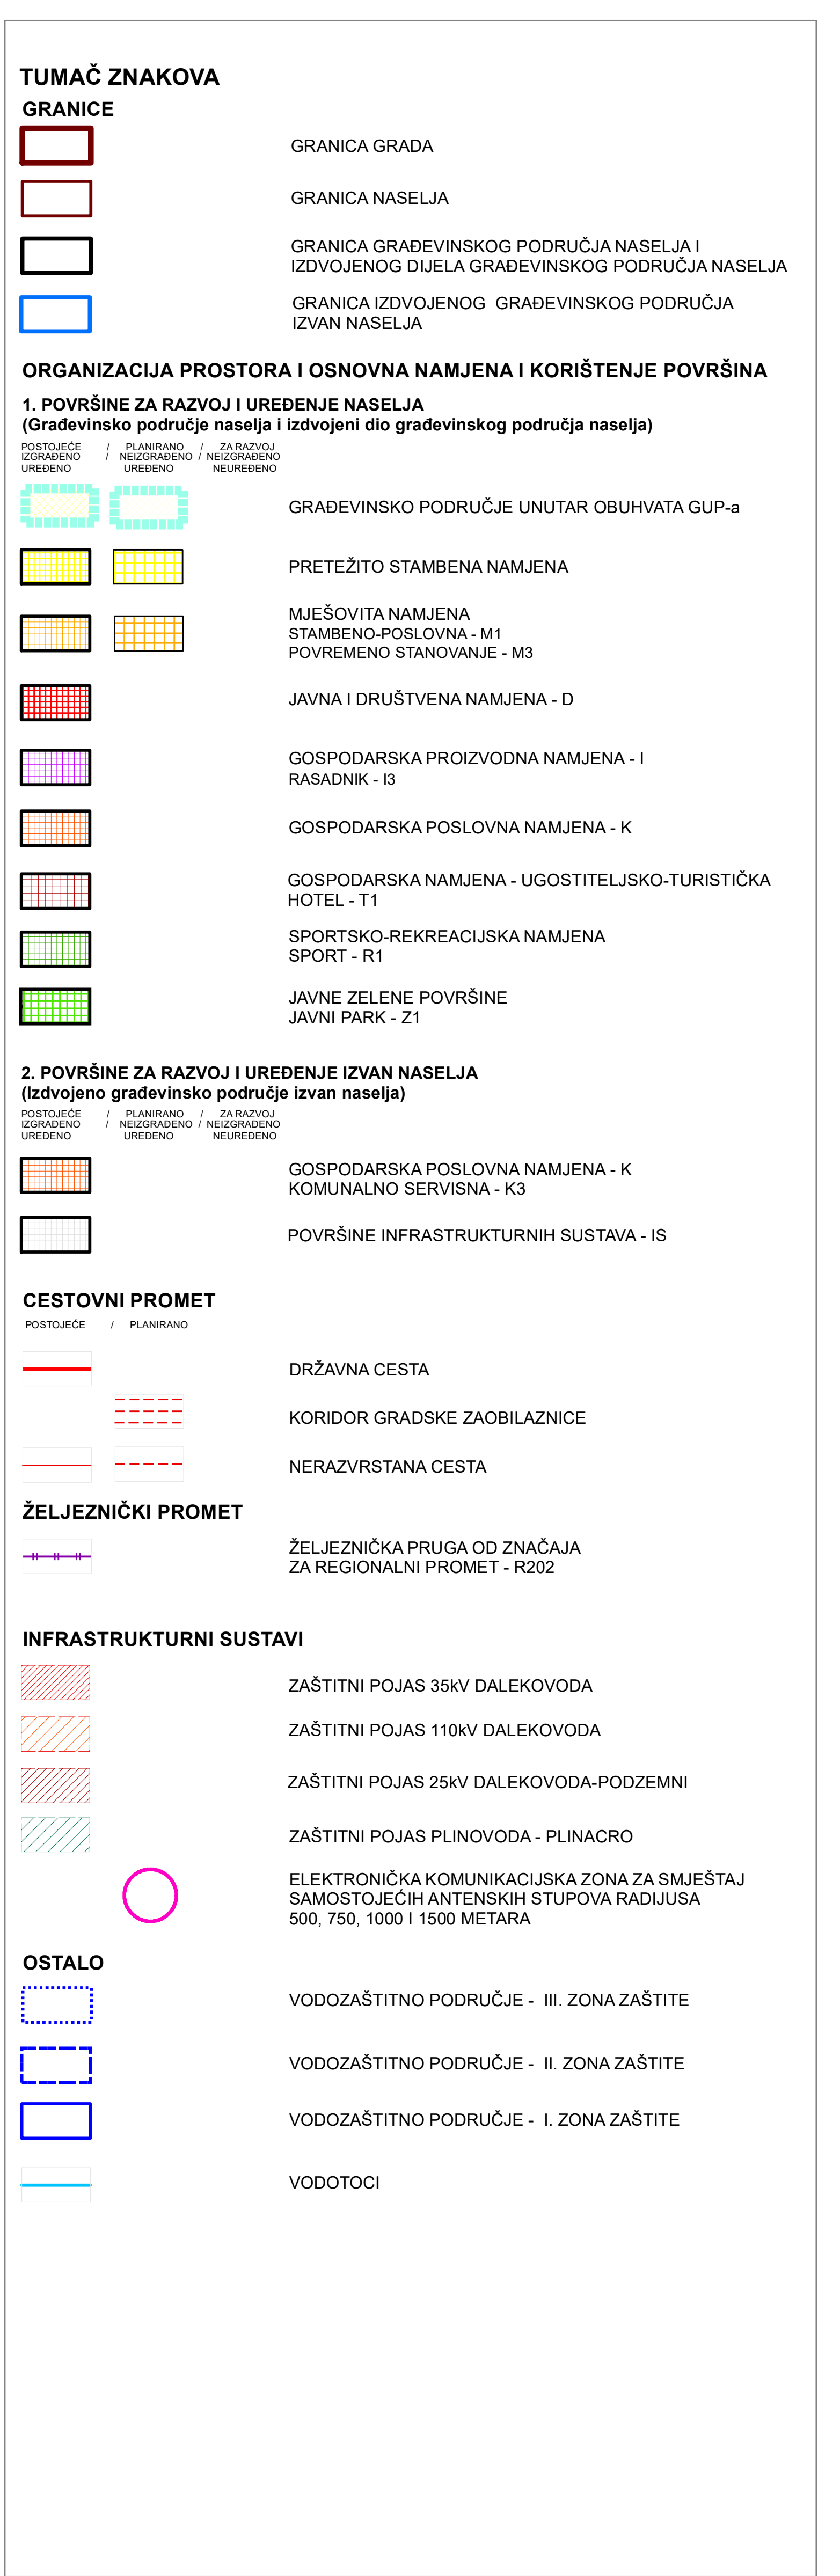 TUMAČ ZNAKOVA
GRANICE
GRANICA GRADA
GRANICA NASELJA
GRANICA GRAĐEVINSKOG PODRUČJA NASELJA I
IZDVOJENOG DIJELA GRAĐEVINSKOG PODRUČJA NASELJA
GRANICA IZDVOJENOG GRAĐEVINSKOG PODRUČJA
IZVAN NASELJA
ORGANIZACIJA PROSTORA I OSNOVNA NAMJENA I KORIŠTENJE POVRŠINA
1. POVRŠINE ZA RAZVOJ I UREĐENJE NASELJA
(Građevinsko područje naselja i izdvojeni dio građevinskog područja naselja)
POSTOJEĆE / PLANIRANO / ZA RAZVOJ
IZGRAĐENO / NEIZGRAĐENO / NEIZGRAĐENO
UREĐENO UREĐENO NEUREĐENO
GRAĐEVINSKO PODRUČJE UNUTAR OBUHVATA GUP-a
PRETEŽITO STAMBENA NAMJENA
MJEŠOVITA NAMJENA
STAMBENO-POSLOVNA - M1
POVREMENO STANOVANJE - M3
JAVNA I DRUŠTVENA NAMJENA - D
GOSPODARSKA PROIZVODNA NAMJENA - I
RASADNIK - I3
GOSPODARSKA POSLOVNA NAMJENA - K
GOSPODARSKA NAMJENA - UGOSTITELJSKO-TURISTIČKA
HOTEL - T1
SPORTSKO-REKREACIJSKA NAMJENA
SPORT - R1
JAVNE ZELENE POVRŠINE
JAVNI PARK - Z1
2. POVRŠINE ZA RAZVOJ I UREĐENJE IZVAN NASELJA
(Izdvojeno građevinsko područje izvan naselja)
POSTOJEĆE / PLANIRANO / ZA RAZVOJ
IZGRAĐENO / NEIZGRAĐENO / NEIZGRAĐENO
UREĐENO UREĐENO NEUREĐENO
GOSPODARSKA POSLOVNA NAMJENA - K
KOMUNALNO SERVISNA - K3
POVRŠINE INFRASTRUKTURNIH SUSTAVA - IS
CESTOVNI PROMET
POSTOJEĆE / PLANIRANO
DRŽAVNA CESTA
KORIDOR GRADSKE ZAOBILAZNICE
NERAZVRSTANA CESTA
ŽELJEZNIČKI PROMET
ŽELJEZNIČKA PRUGA OD ZNAČAJA
ZA REGIONALNI PROMET - R202
INFRASTRUKTURNI SUSTAVI
ZAŠTITNI POJAS 35kV DALEKOVODA
ZAŠTITNI POJAS 110kV DALEKOVODA
ZAŠTITNI POJAS 25kV DALEKOVODA-PODZEMNI
ZAŠTITNI POJAS PLINOVODA - PLINACRO
ELEKTRONIČKA KOMUNIKACIJSKA ZONA ZA SMJEŠTAJ
SAMOSTOJEĆIH ANTENSKIH STUPOVA RADIJUSA
500, 750, 1000 I 1500 METARA
OSTALO
VODOZAŠTITNO PODRUČJE - III. ZONA ZAŠTITE
VODOZAŠTITNO PODRUČJE - II. ZONA ZAŠTITE
VODOZAŠTITNO PODRUČJE - I. ZONA ZAŠTITE
VODOTOCI